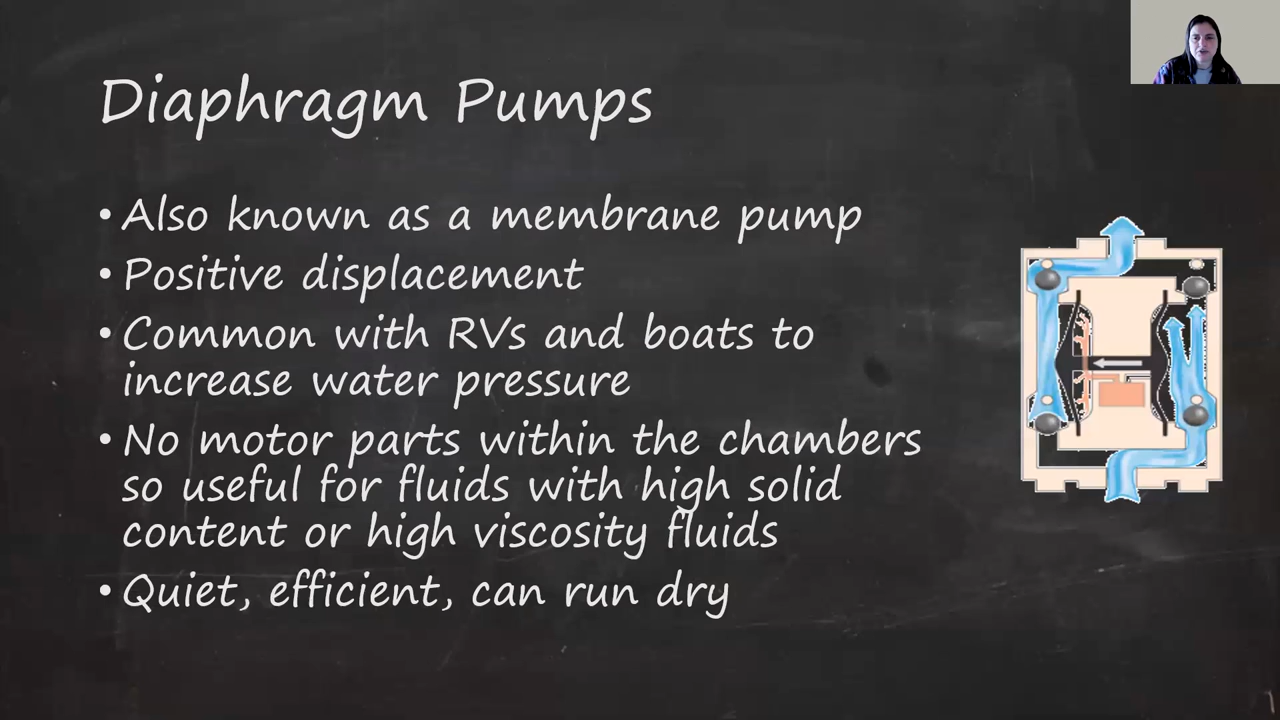 Diaphragm Pumps
• Also known as a membrane pump
• Positive displacement
• Common with RVs and boats to
increase water pressure
• No motor parts within the chambers
so useful for fluids with high solid
content or high viscosity fluids
• Quiet, efficient, can run dry